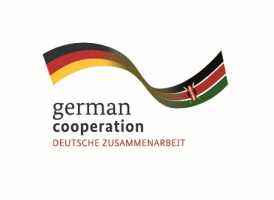 german
cooperation
DEUTSCHE ZUSAMMENARBEIT